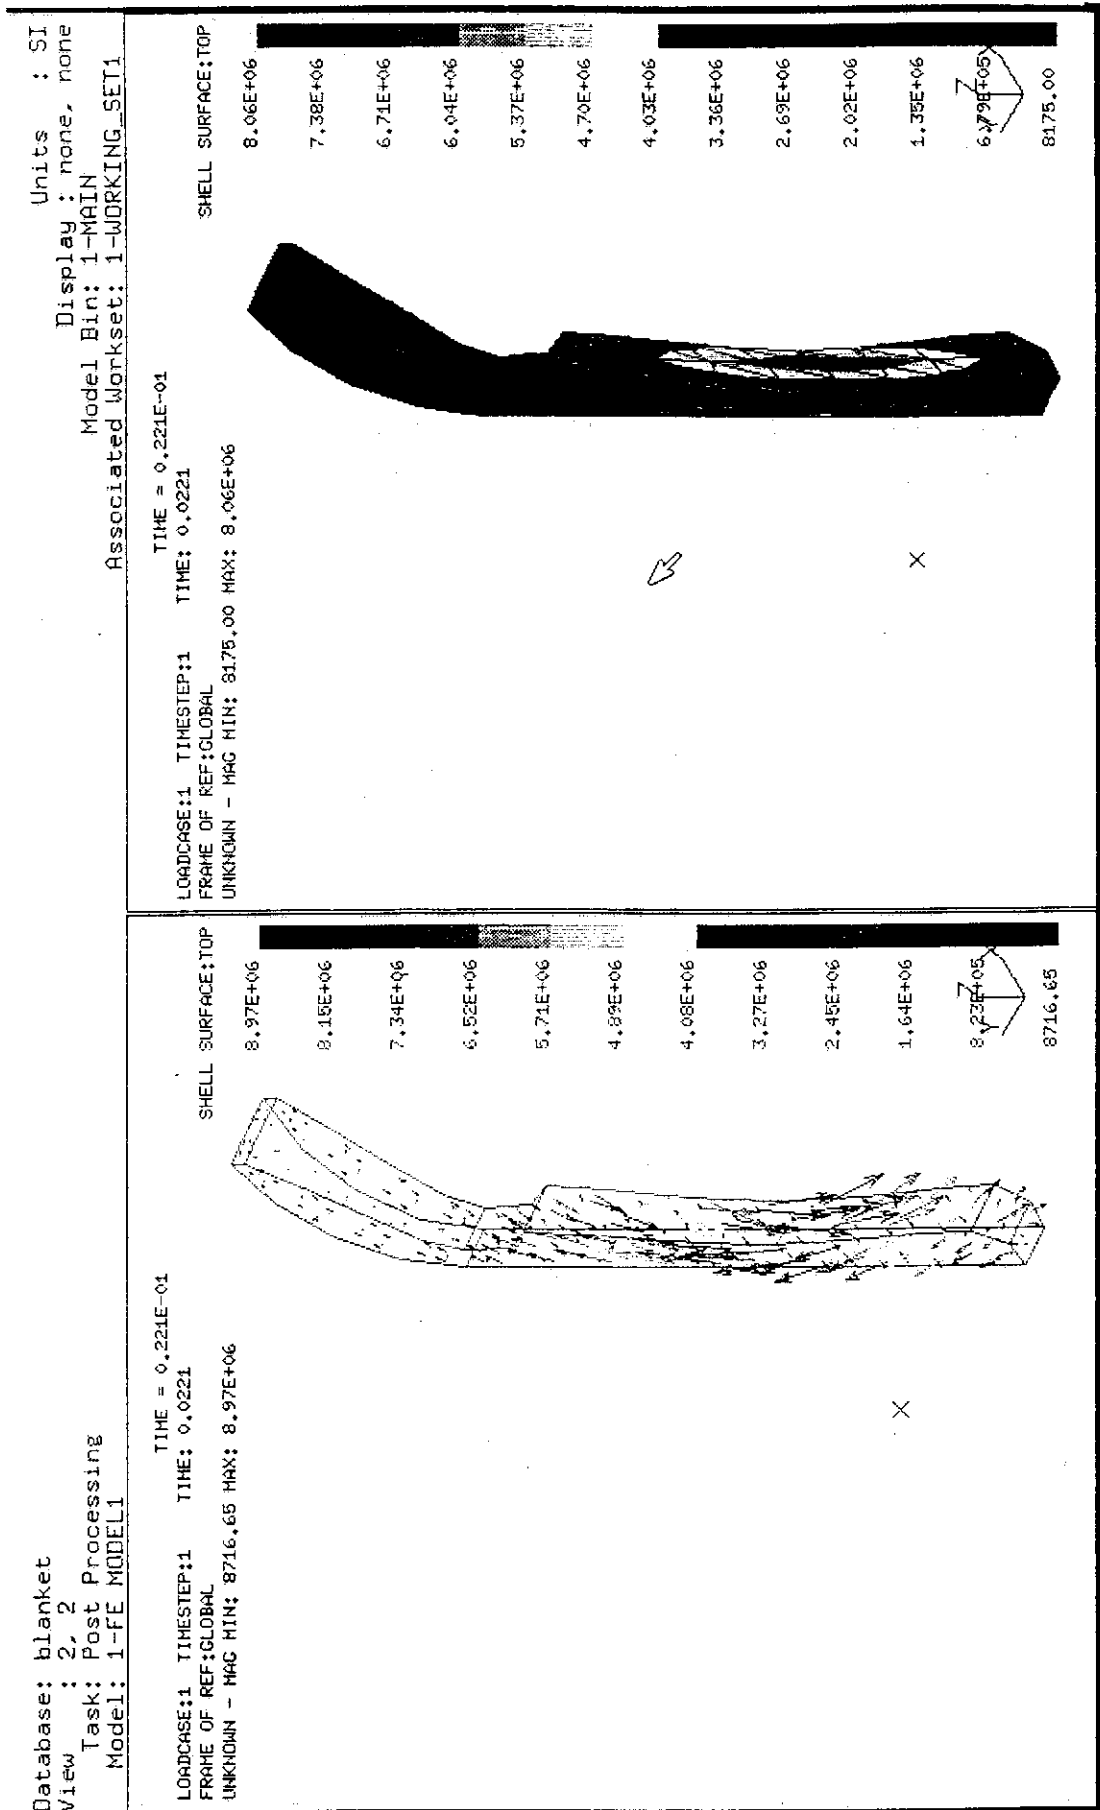 Database: blanket
View : 2, 2
Task: Post Processing
Model: 1-FE MODEL1
Units : SI
Display : none, none
Model Bin: 1-MAIN
Associated Workset: 1-WORKING_SET1
TIME = 0.221E-01
LOADCASE:1 TIMESTEP:1 TIME: 0.0221
FRAME OF REF:GLOBAL
UNKNOWN - MAG MIN: 8716.65 MAX: 8.97E+06
SHELL SURFACE:TOP
8.97E+06
8.15E+06
7.34E+06
6.52E+06
5.71E+06
4.89E+06
4.08E+06
3.27E+06
2.45E+06
1.64E+06
8.23E+05
8716.65
Z
Y
X
TIME = 0.221E-01
LOADCASE:1 TIMESTEP:1 TIME: 0.0221
FRAME OF REF:GLOBAL
UNKNOWN - MAG MIN: 8175.00 MAX: 8.06E+06
SHELL SURFACE:TOP
8.06E+06
7.38E+06
6.71E+06
6.04E+06
5.37E+06
4.70E+06
4.03E+06
3.36E+06
2.69E+06
2.02E+06
1.35E+06
6.79E+05
8175.00
Z
Y
X